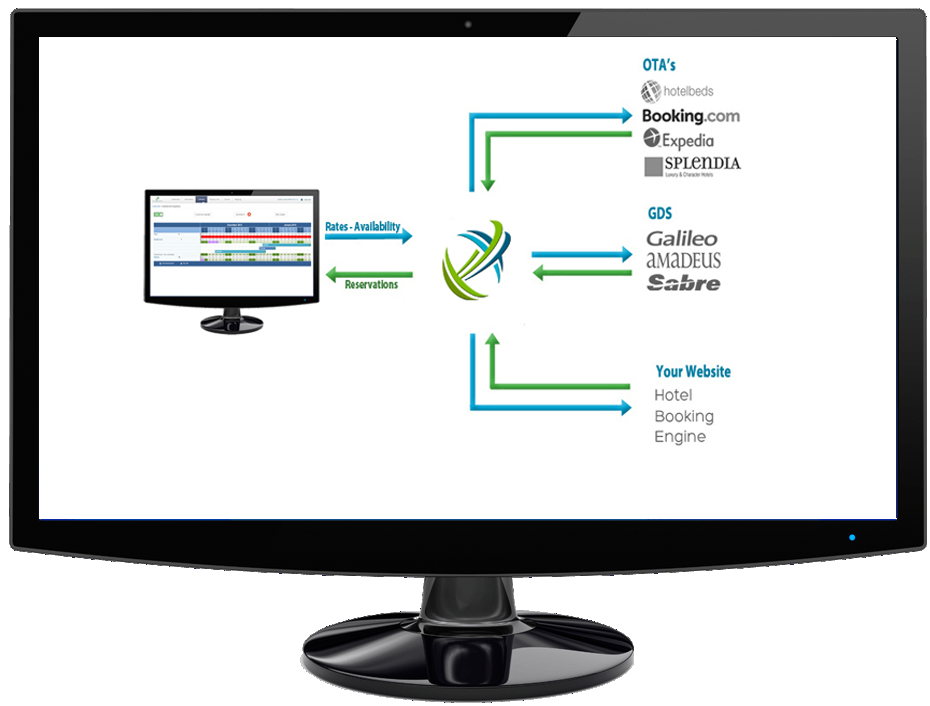 OTA's
hotelbeds
Booking.com
Expedia
SPLENDIA
Luxury & Character Hotels
Rates - Availability
Reservations
GDS
Galileo
AMADEUS
Sabre
Your Website
Hotel
Booking
Engine